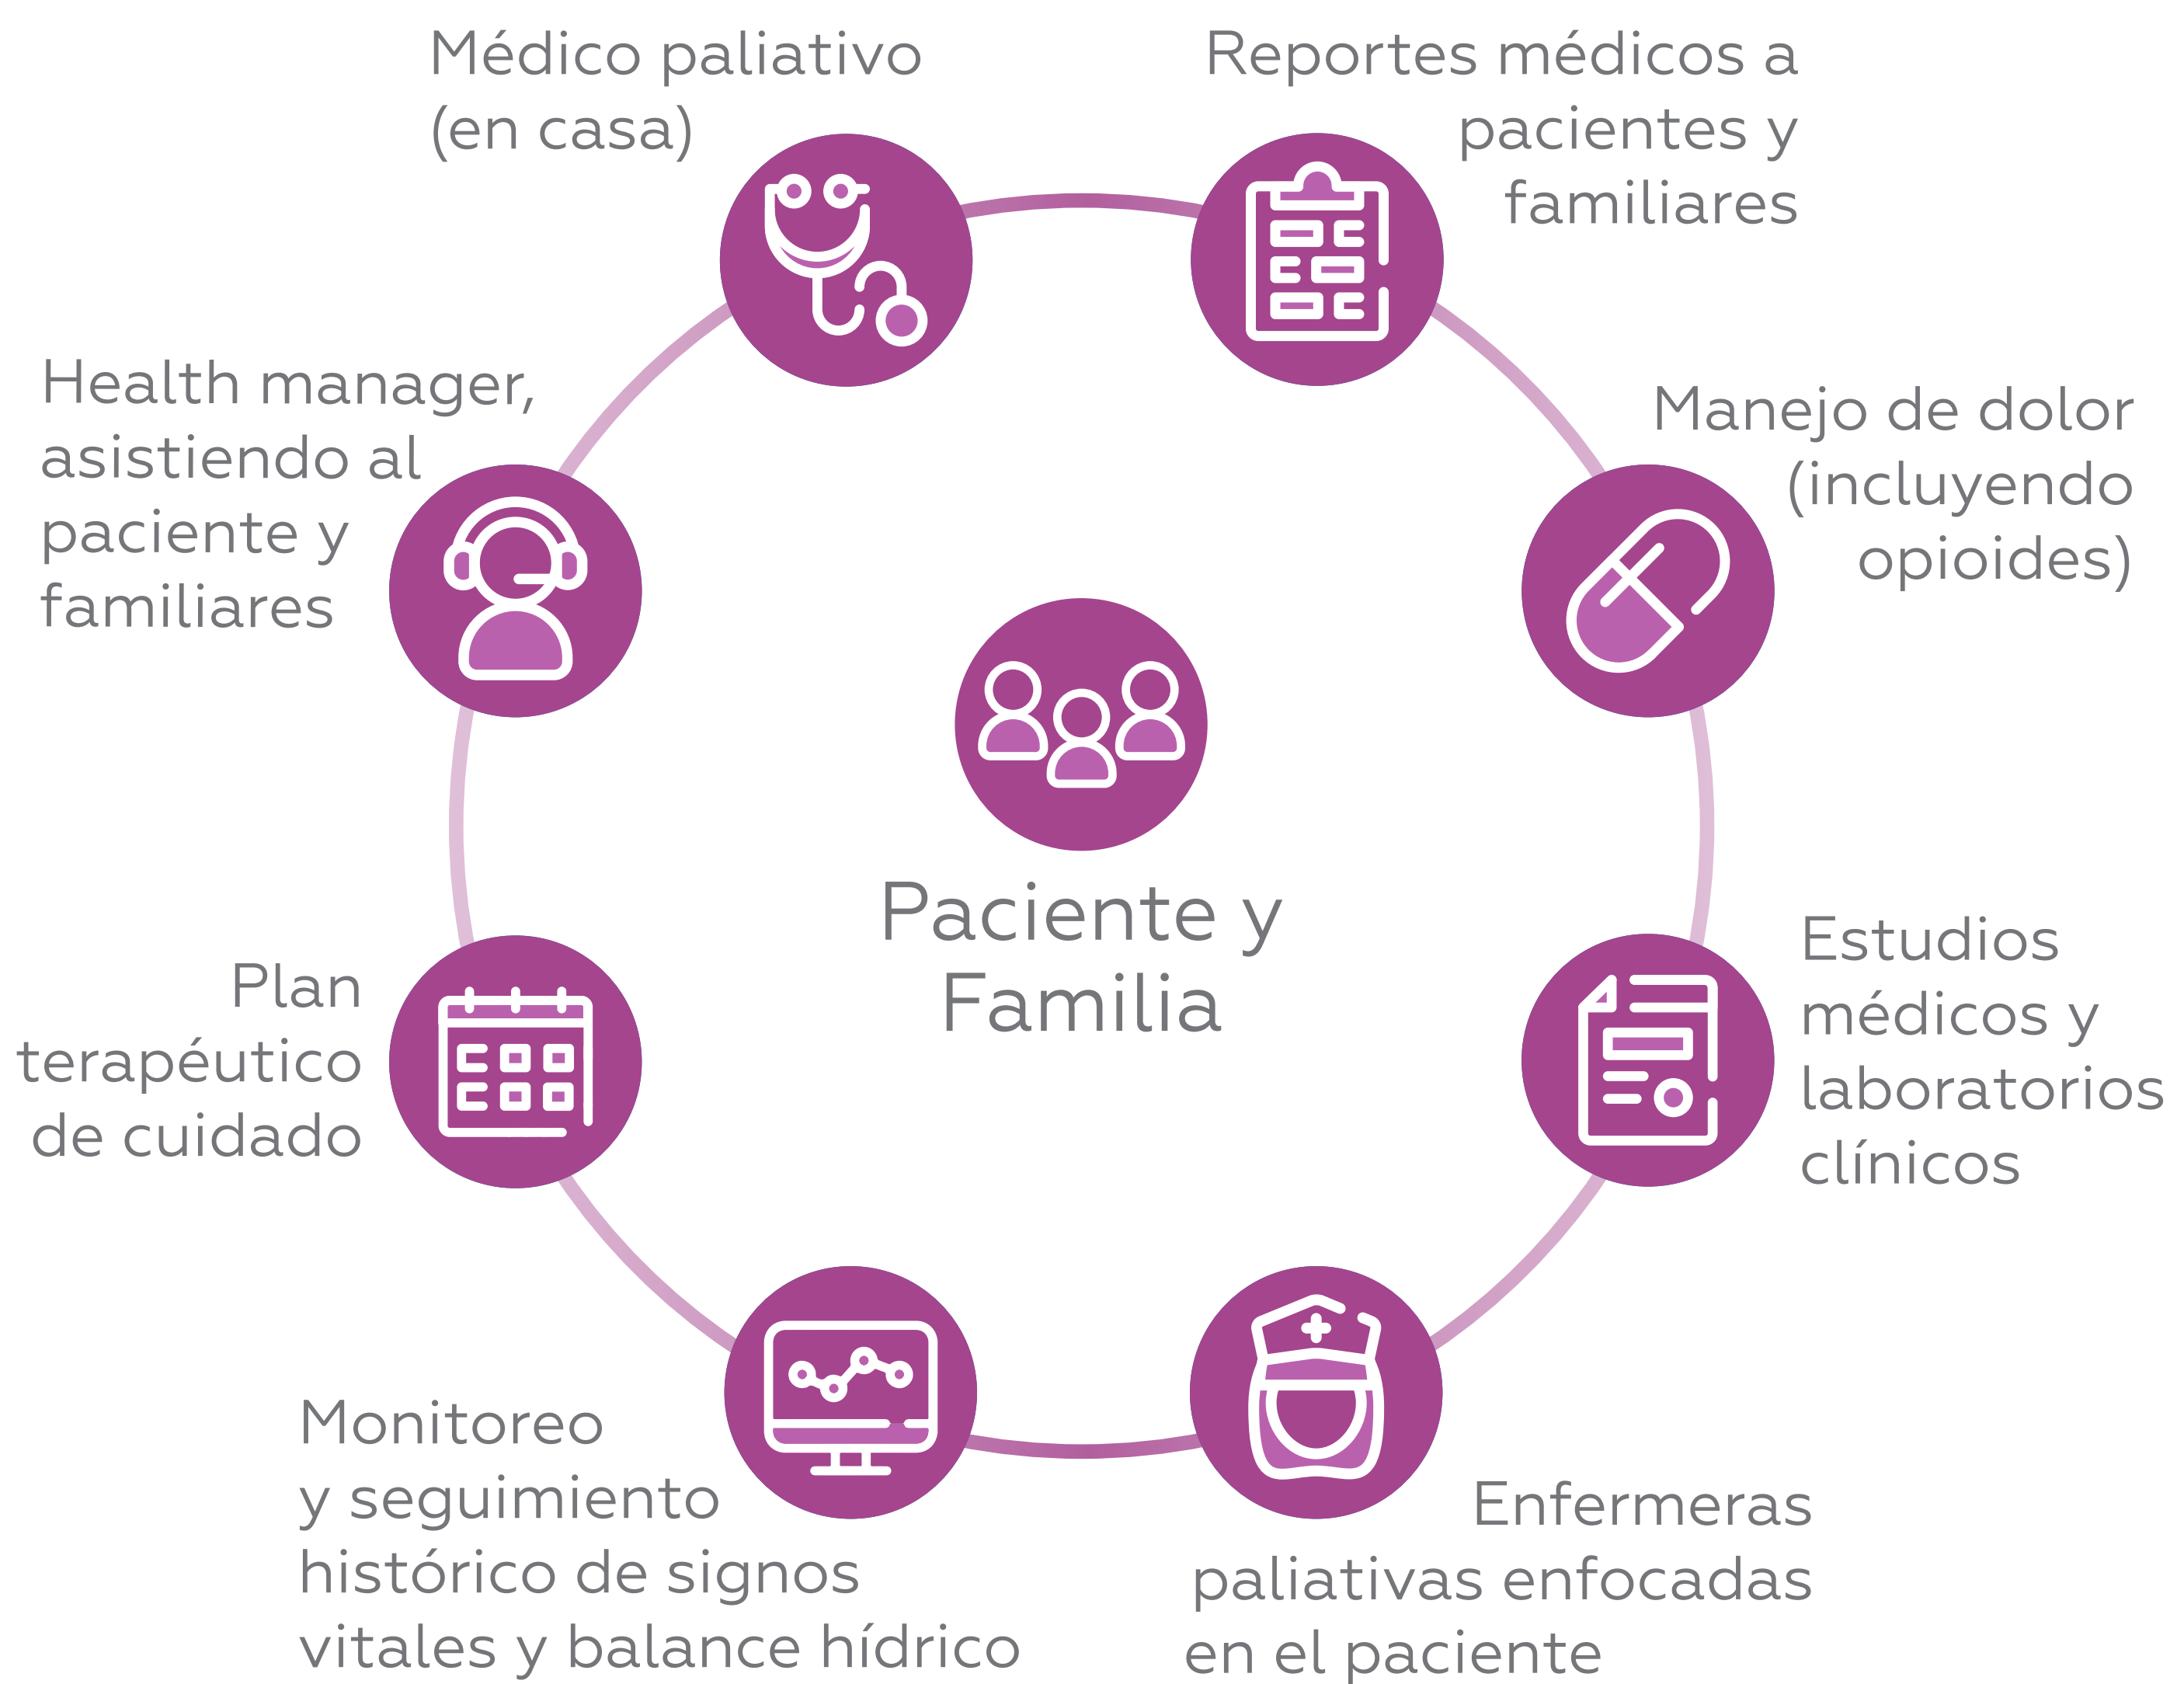 Médico paliativo
(en casa)
Reportes médicos a
pacientes y
familiares
Health manager,
asistiendo al
paciente y
familiares
Manejo de dolor
(incluyendo
opioides)
Paciente y
Familia
Plan
terapéutico
de cuidado
Estudios
médicos y
laboratorios
clínicos
Monitoreo
y seguimiento
histórico de signos
vitales y balance hídrico
Enfermeras
paliativas enfocadas
en el paciente